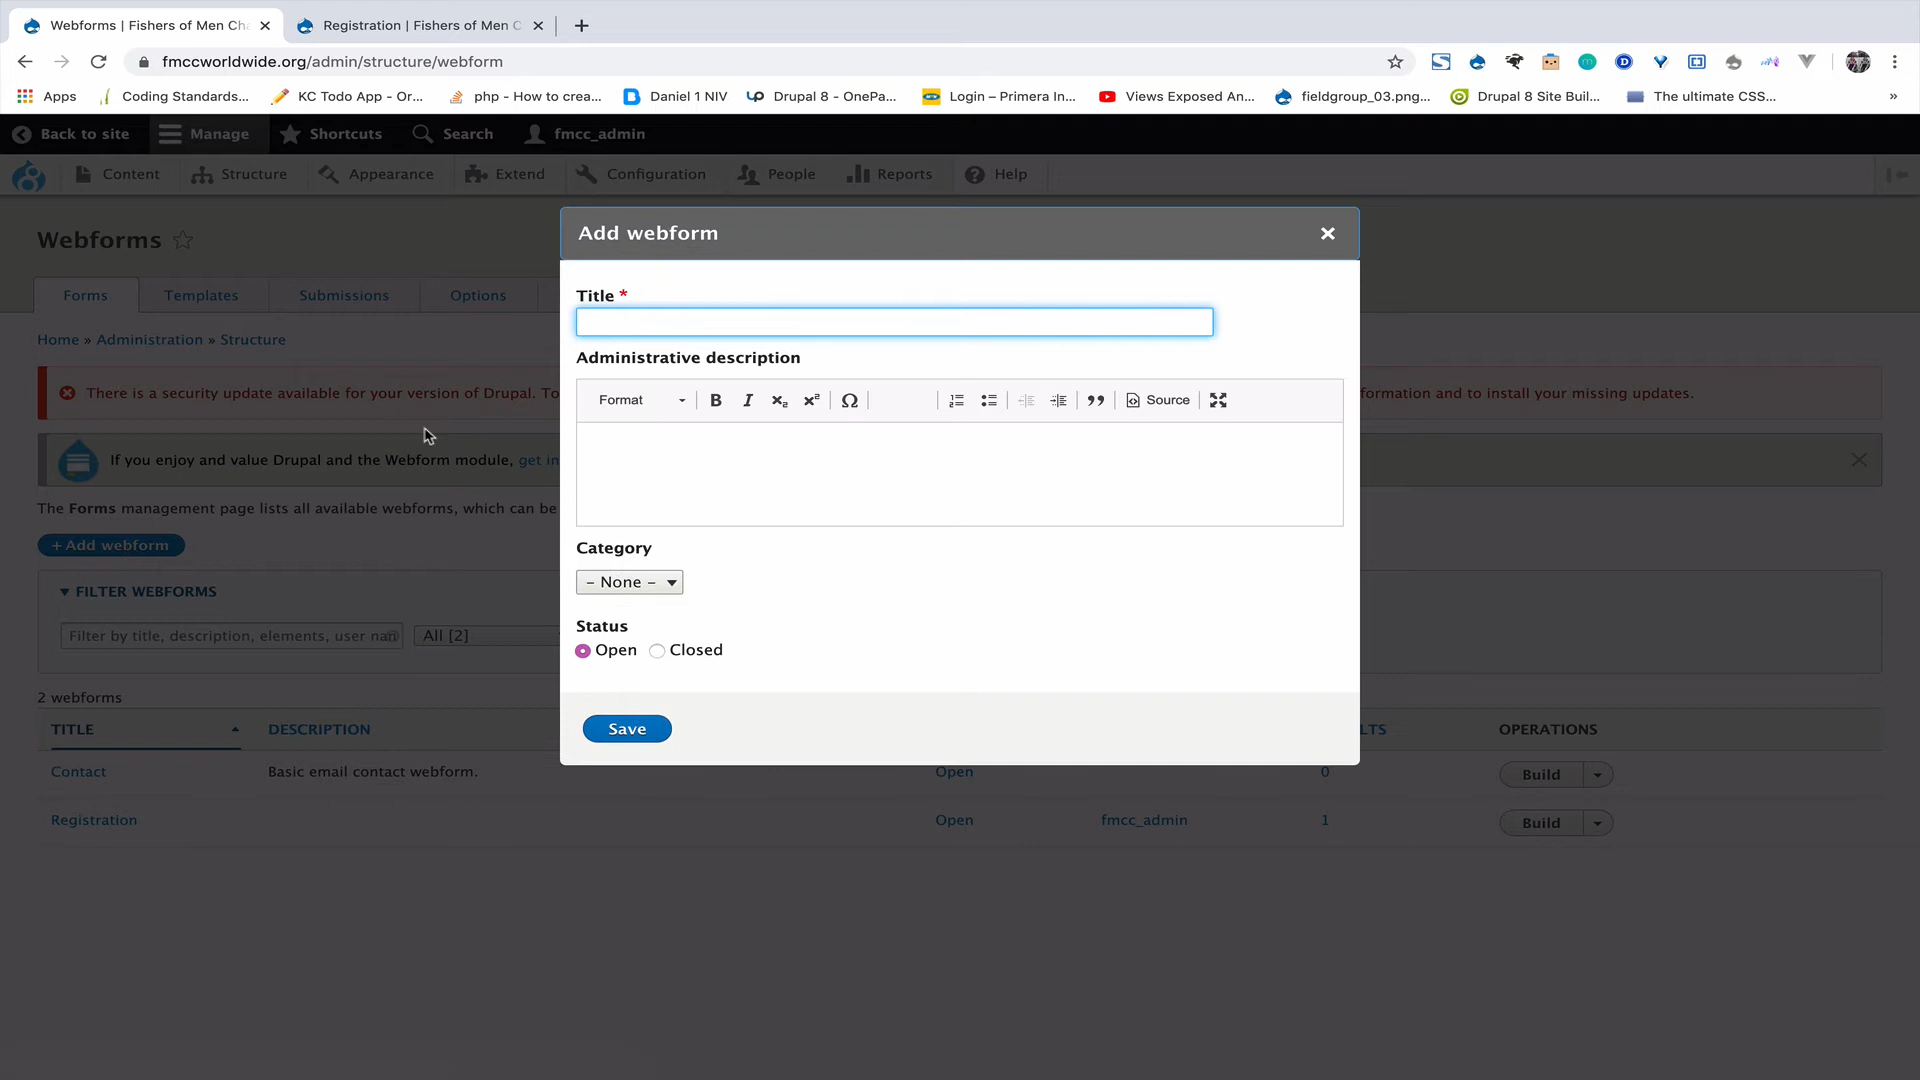 Webforms | Fishers of Men Cha
Registration | Fishers of Men C
fmccworldwide.org/admin/structure/webform
Apps
Coding Standards...
KC Todo App - Or...
php - How to crea...
Daniel 1 NIV
Drupal 8 - OnePa...
Login – Primera In...
Views Exposed An...
fieldgroup_03.png...
Drupal 8 Site Buil...
The ultimate CSS...
»
Back to site
Manage
Shortcuts
Search
fmcc_admin
Content
Structure
Appearance
Extend
Configuration
People
Reports
Help
Webforms
Add webform
Forms
Templates
Submissions
Options
Title *
Home » Administration » Structure
Administrative description
There is a security update available for your version of Drupal. To
formation and to install your missing updates.
Format
B I x₂ x² Ω
Source
If you enjoy and value Drupal and the Webform module, get in
The Forms management page lists all available webforms, which can be
+ Add webform
Category
– None –
FILTER WEBFORMS
Filter by title, description, elements, user nam
All [2]
Status
Open
Closed
2 webforms
Save
TITLE
DESCRIPTION
LTS
OPERATIONS
Contact
Basic email contact webform.
Open
0
Build
Registration
Open
fmcc_admin
1
Build